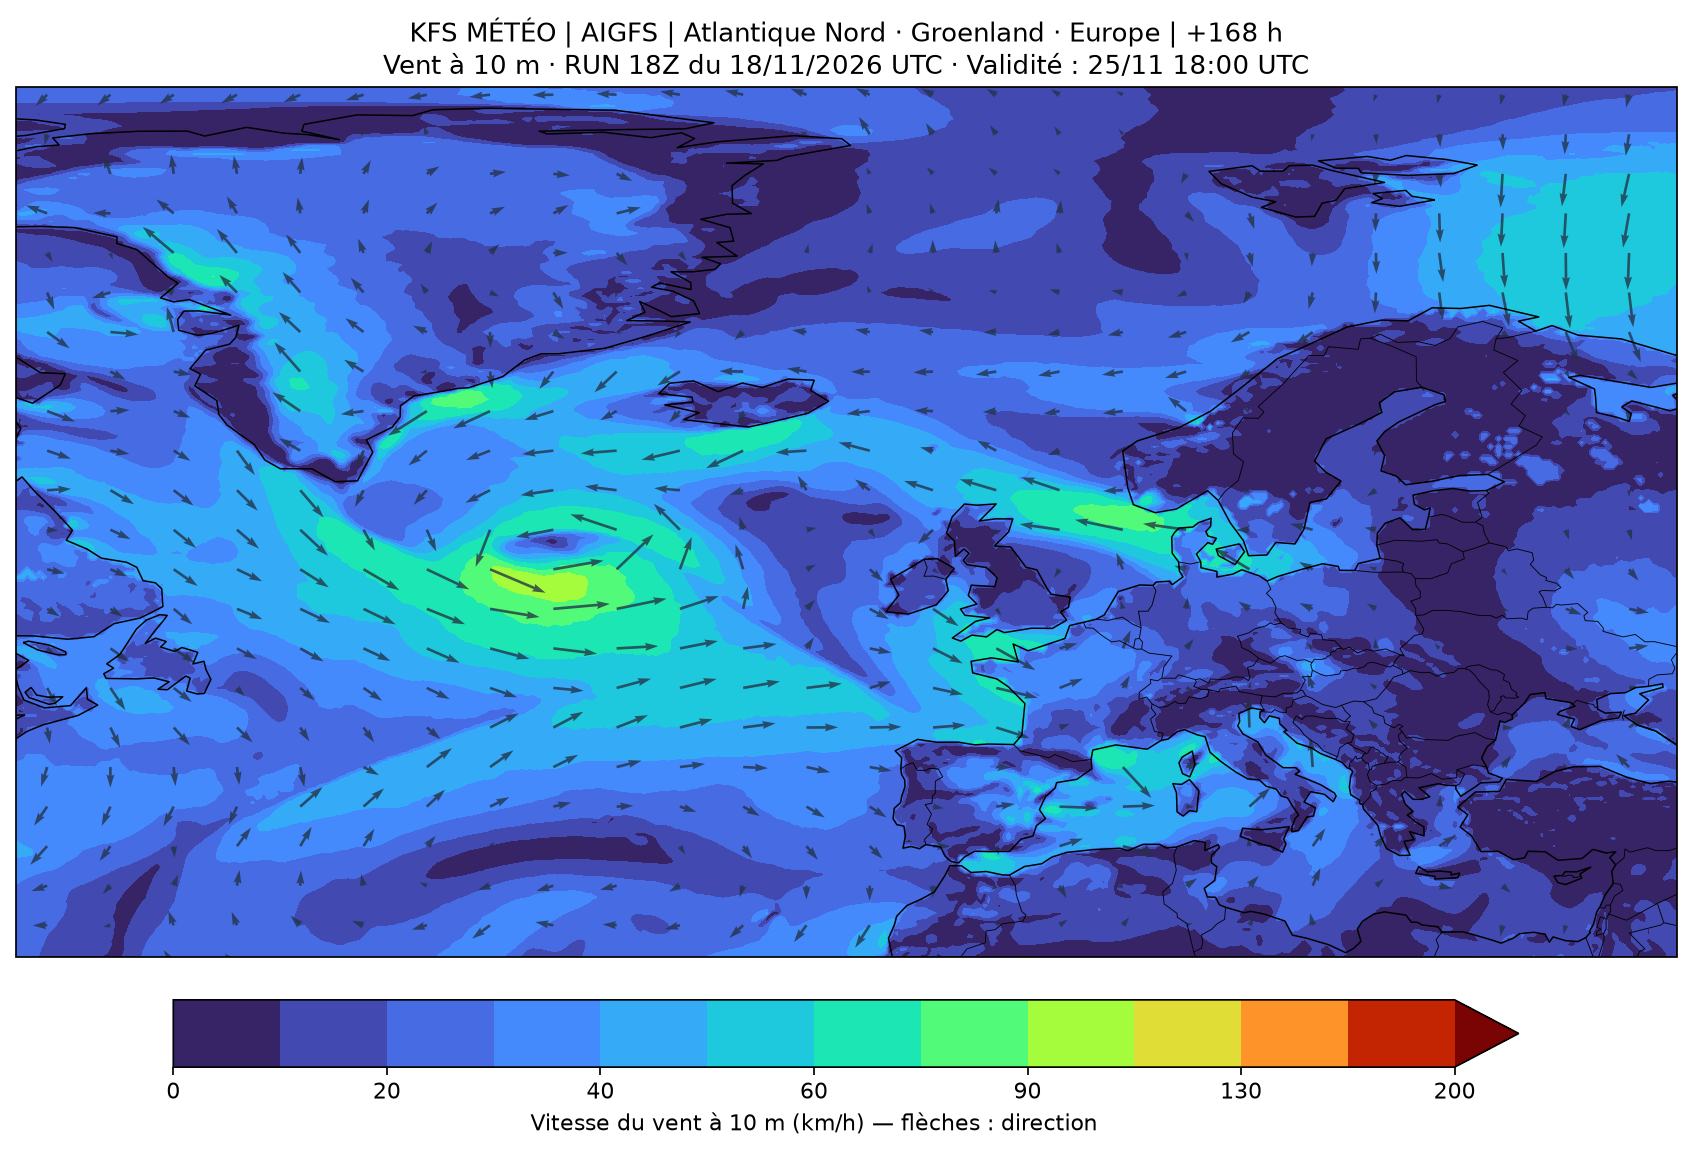 KFS MÉTÉO | AIGFS | Atlantique Nord · Groenland · Europe | +168 h
Vent à 10 m · RUN 18Z du 18/11/2026 UTC · Validité : 25/11 18:00 UTC
0 20 40 60 90 130 200
Vitesse du vent à 10 m (km/h) — flèches : direction